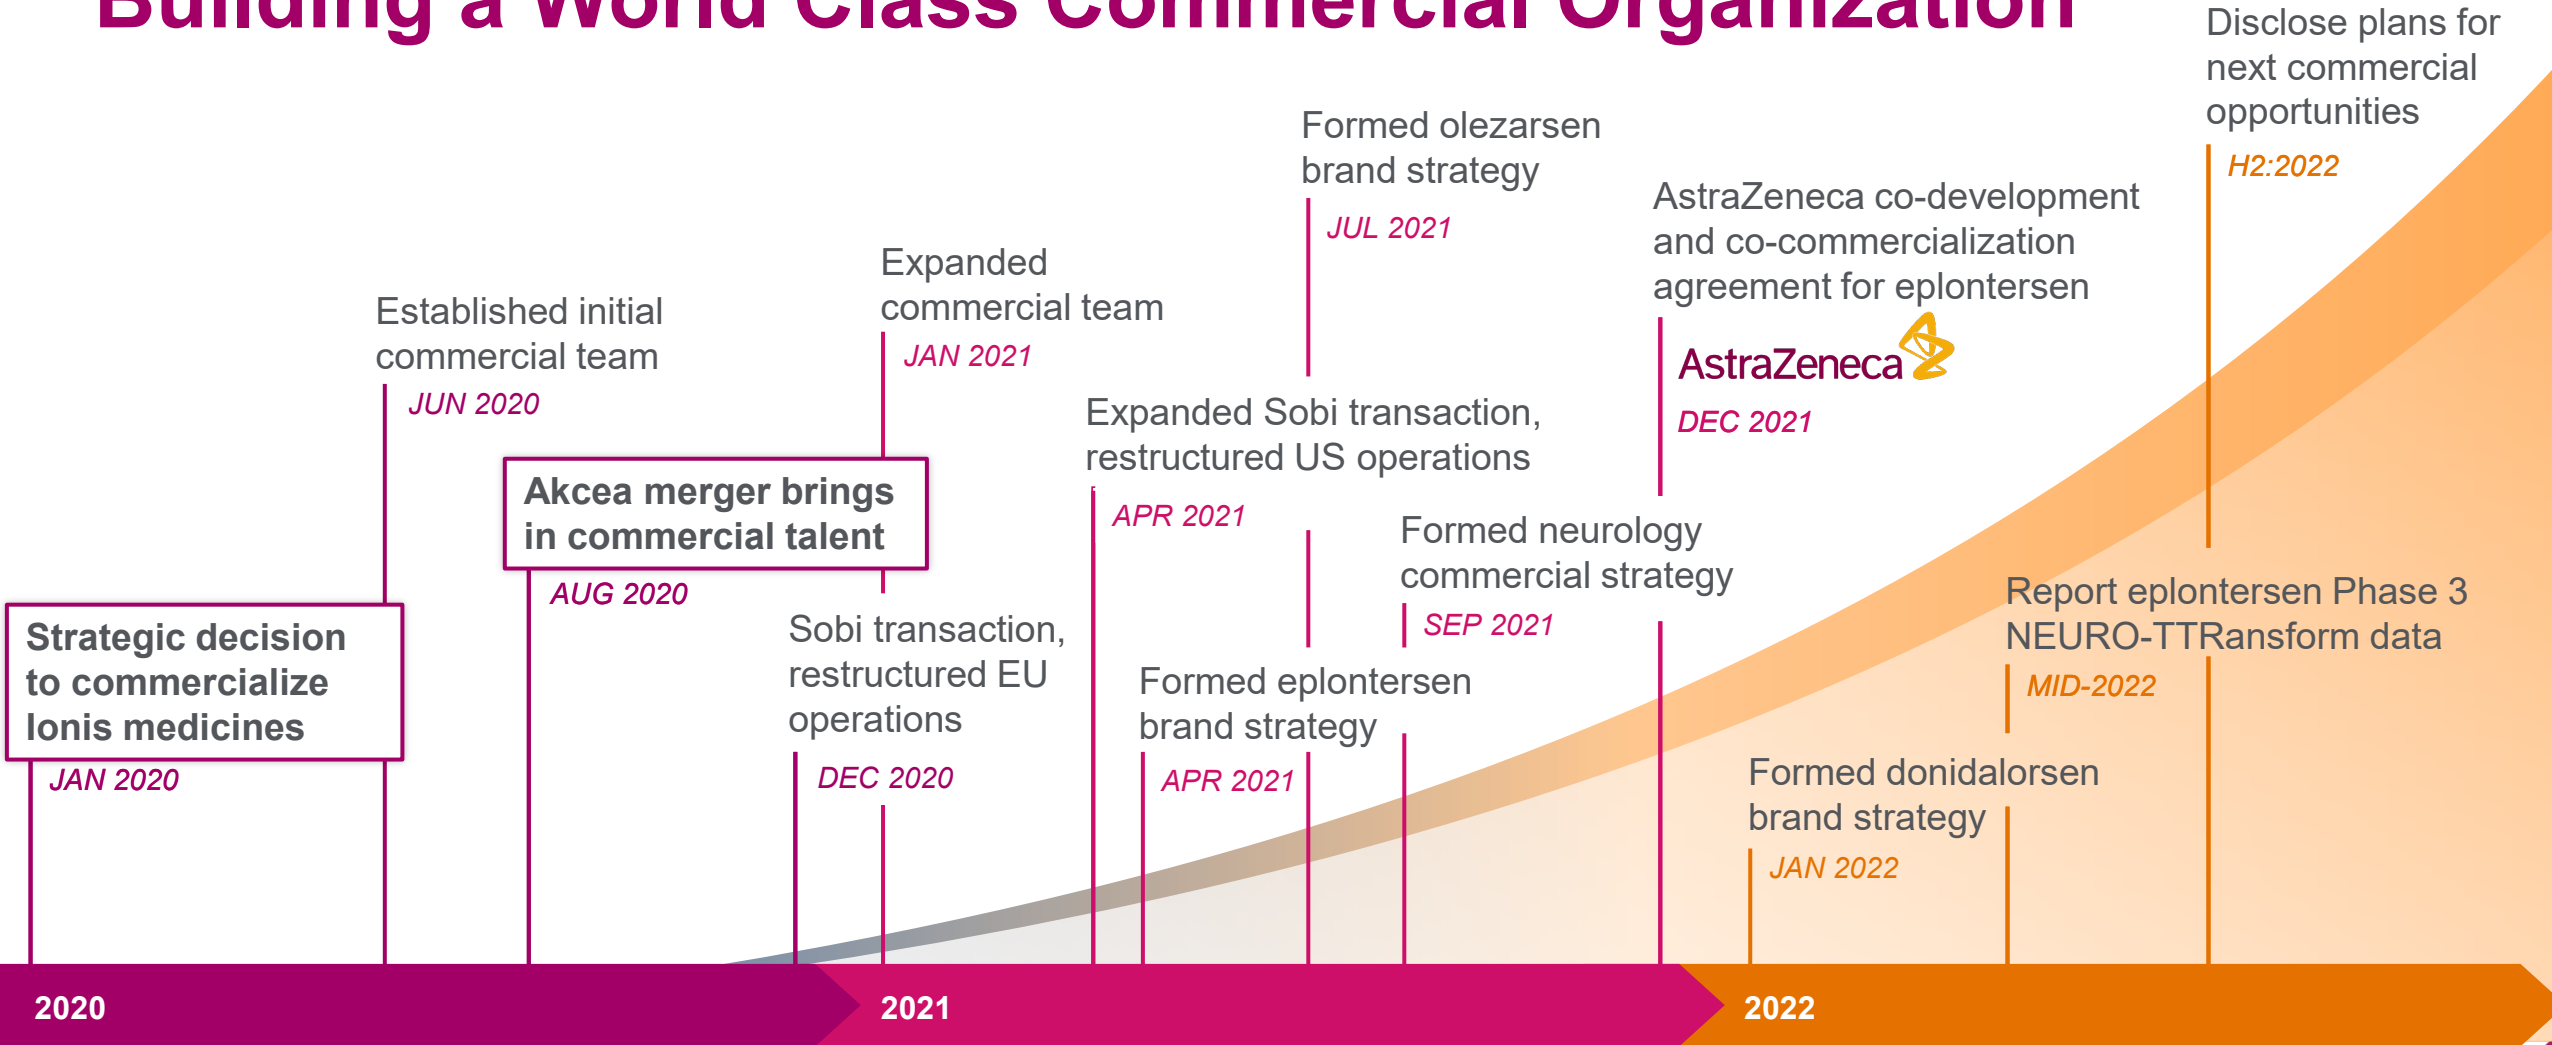 Building a World Class Commercial Organization
Disclose plans for
next commercial
opportunities
H2:2022
Formed olezarsen
brand strategy
JUL 2021
AstraZeneca co-development
and co-commercialization
agreement for eplontersen
AstraZeneca
DEC 2021
Expanded
commercial team
JAN 2021
Established initial
commercial team
JUN 2020
Expanded Sobi transaction,
restructured US operations
APR 2021
Akcea merger brings
in commercial talent
AUG 2020
Formed neurology
commercial strategy
SEP 2021
Report eplontersen Phase 3
NEURO-TTRansform data
MID-2022
Strategic decision
to commercialize
Ionis medicines
JAN 2020
Sobi transaction,
restructured EU
operations
DEC 2020
Formed eplontersen
brand strategy
APR 2021
Formed donidalorsen
brand strategy
JAN 2022
2020
2021
2022